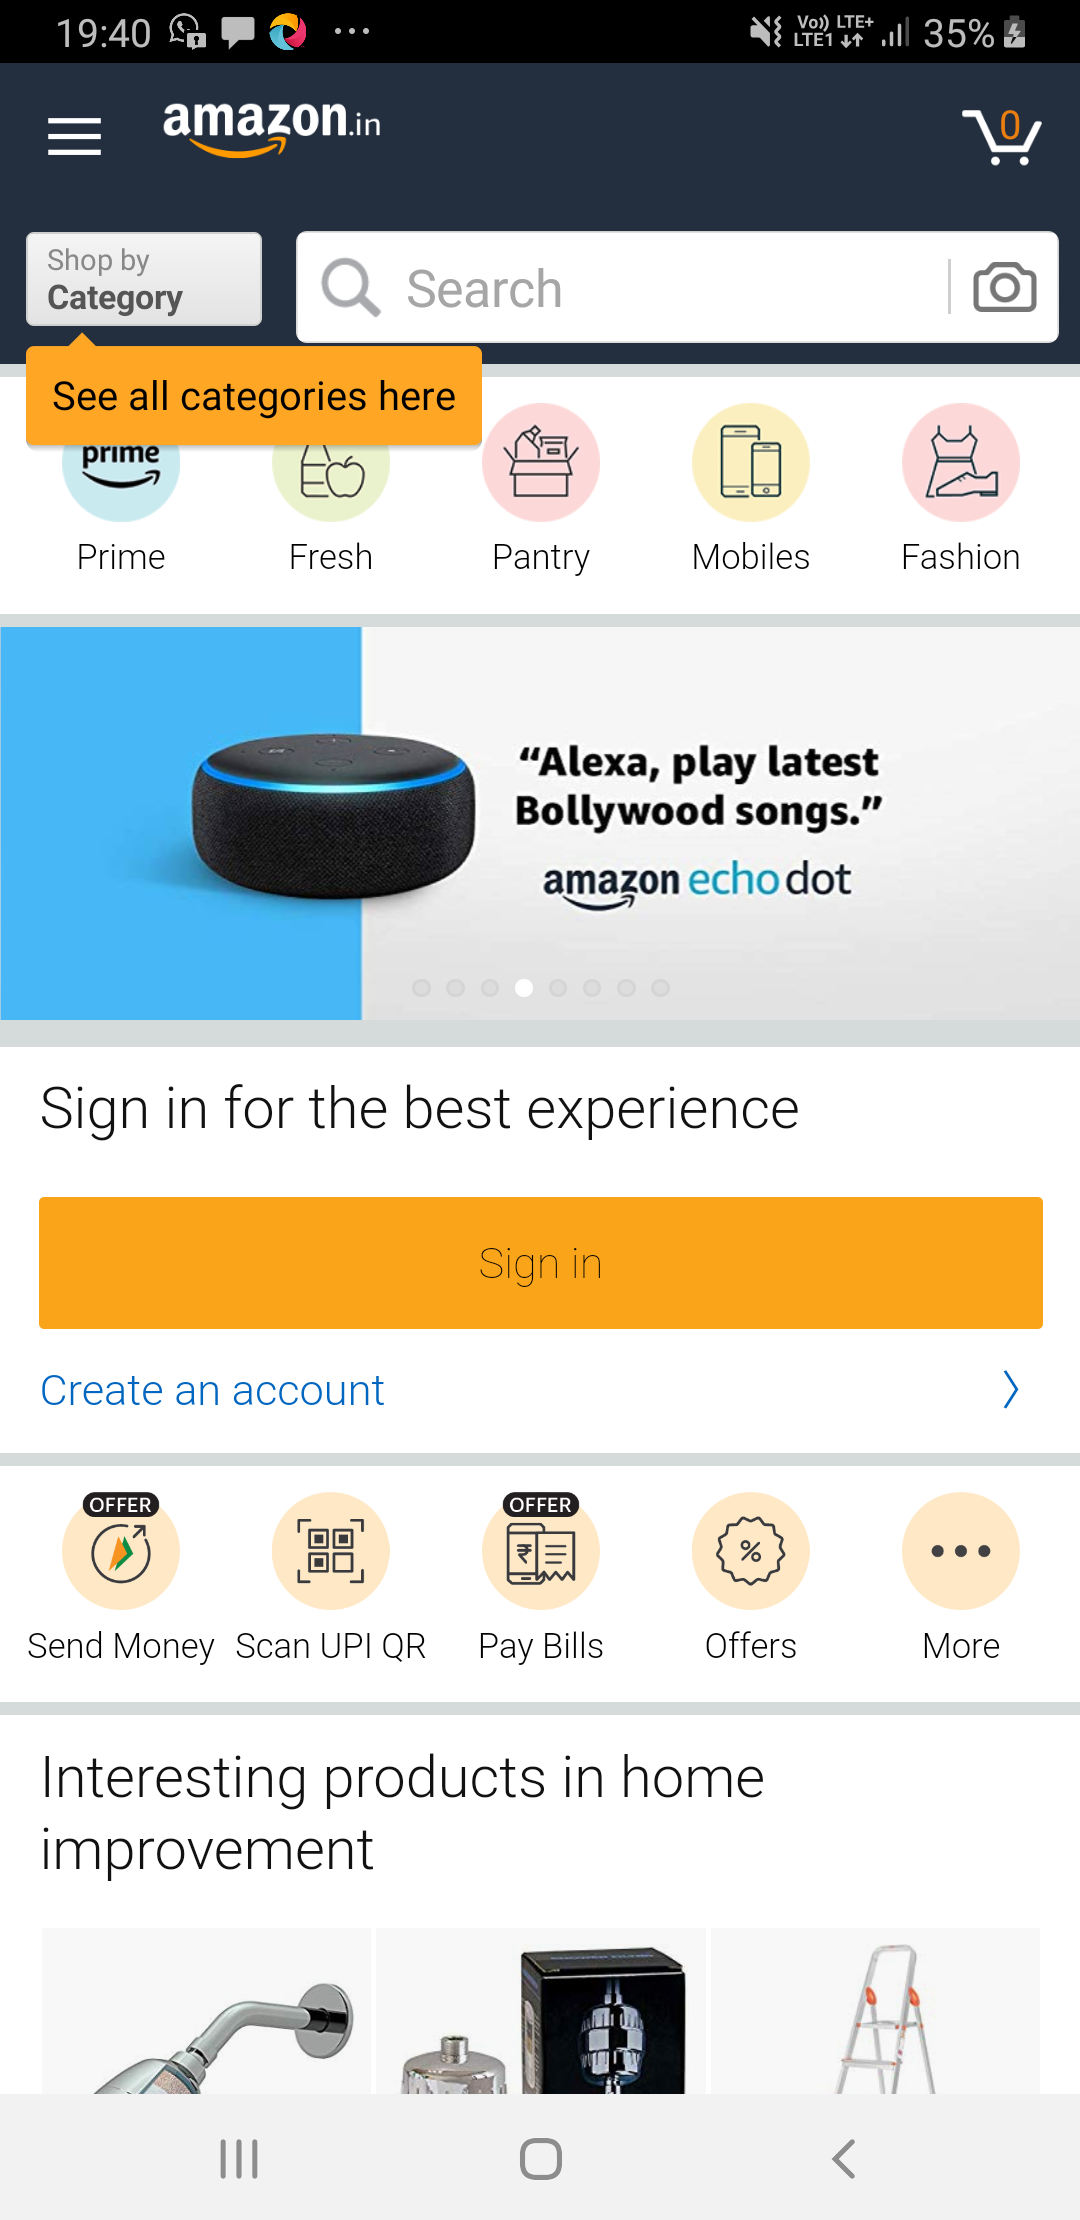 19:40
Vo)) LTE+
LTE1
35%
amazon.in
0
Shop by
Category
Search
See all categories here
prime
Prime
Fresh
Pantry
Mobiles
Fashion
“Alexa, play latest
Bollywood songs.”
amazon echo dot
Sign in for the best experience
Sign in
Create an account
OFFER
OFFER
Send Money
Scan UPI QR
Pay Bills
Offers
More
Interesting products in home
improvement